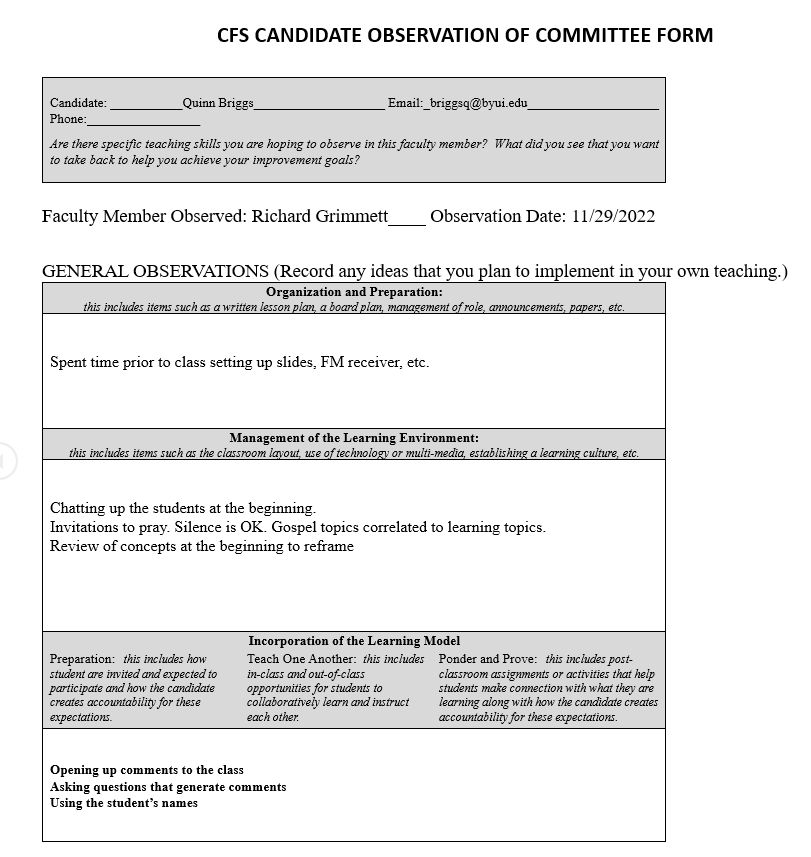 CFS CANDIDATE OBSERVATION OF COMMITTEE FORM
Candidate: ___________Quinn Briggs____________________ Email:_briggsq@byui.edu____________________
Phone:_________________
Are there specific teaching skills you are hoping to observe in this faculty member? What did you see that you want
to take back to help you achieve your improvement goals?
Faculty Member Observed: Richard Grimmett____ Observation Date: 11/29/2022
GENERAL OBSERVATIONS (Record any ideas that you plan to implement in your own teaching.)
Organization and Preparation:
this includes items such as a written lesson plan, a board plan, management of role, announcements, papers, etc.
Spent time prior to class setting up slides, FM receiver, etc.
Management of the Learning Environment:
this includes items such as the classroom layout, use of technology or multi-media, establishing a learning culture, etc.
Chatting up the students at the beginning.
Invitations to pray. Silence is OK. Gospel topics correlated to learning topics.
Review of concepts at the beginning to reframe
Incorporation of the Learning Model
Preparation: this includes how
student are invited and expected to
participate and how the candidate
creates accountability for these
expectations.
Teach One Another: this includes
in-class and out-of-class
opportunities for students to
collaboratively learn and instruct
each other.
Ponder and Prove: this includes post-
classroom assignments or activities that help
students make connection with what they are
learning along with how the candidate creates
accountability for these expectations.
Opening up comments to the class
Asking questions that generate comments
Using the student's names